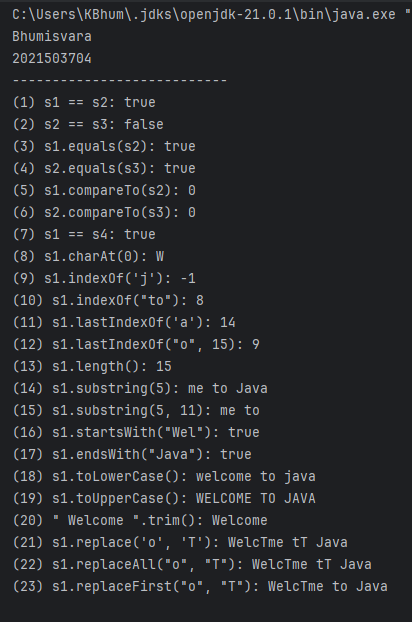 C:\Users\KBhum\.jdks\openjdk-21.0.1\bin\java.exe "
Bhumisvara
2021503704
---------------------------
(1) s1 == s2: true
(2) s2 == s3: false
(3) s1.equals(s2): true
(4) s2.equals(s3): true
(5) s1.compareTo(s2): 0
(6) s2.compareTo(s3): 0
(7) s1 == s4: true
(8) s1.charAt(0): W
(9) s1.indexOf('j'): -1
(10) s1.indexOf("to"): 8
(11) s1.lastIndexOf('a'): 14
(12) s1.lastIndexOf("o", 15): 9
(13) s1.length(): 15
(14) s1.substring(5): me to Java
(15) s1.substring(5, 11): me to
(16) s1.startsWith("Wel"): true
(17) s1.endsWith("Java"): true
(18) s1.toLowerCase(): welcome to java
(19) s1.toUpperCase(): WELCOME TO JAVA
(20) " Welcome ".trim(): Welcome
(21) s1.replace('o', 'T'): WelcTme tT Java
(22) s1.replaceAll("o", "T"): WelcTme tT Java
(23) s1.replaceFirst("o", "T"): WelcTme to Java